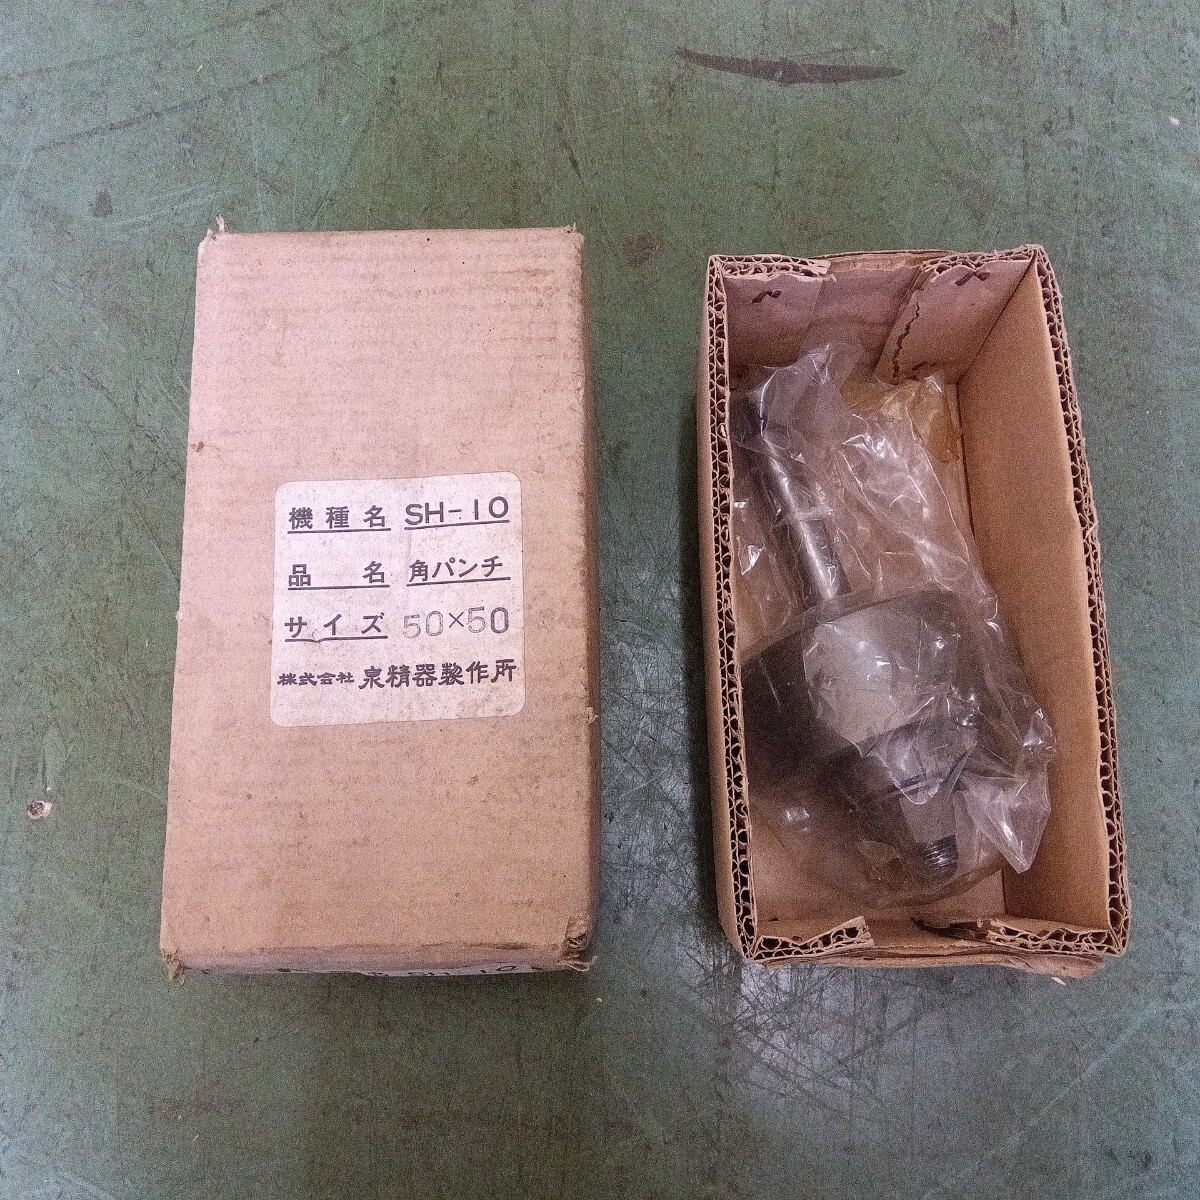 機種名 SH-10
品名 角パンチ
サイズ 50×50
株式会社 泉精器製作所